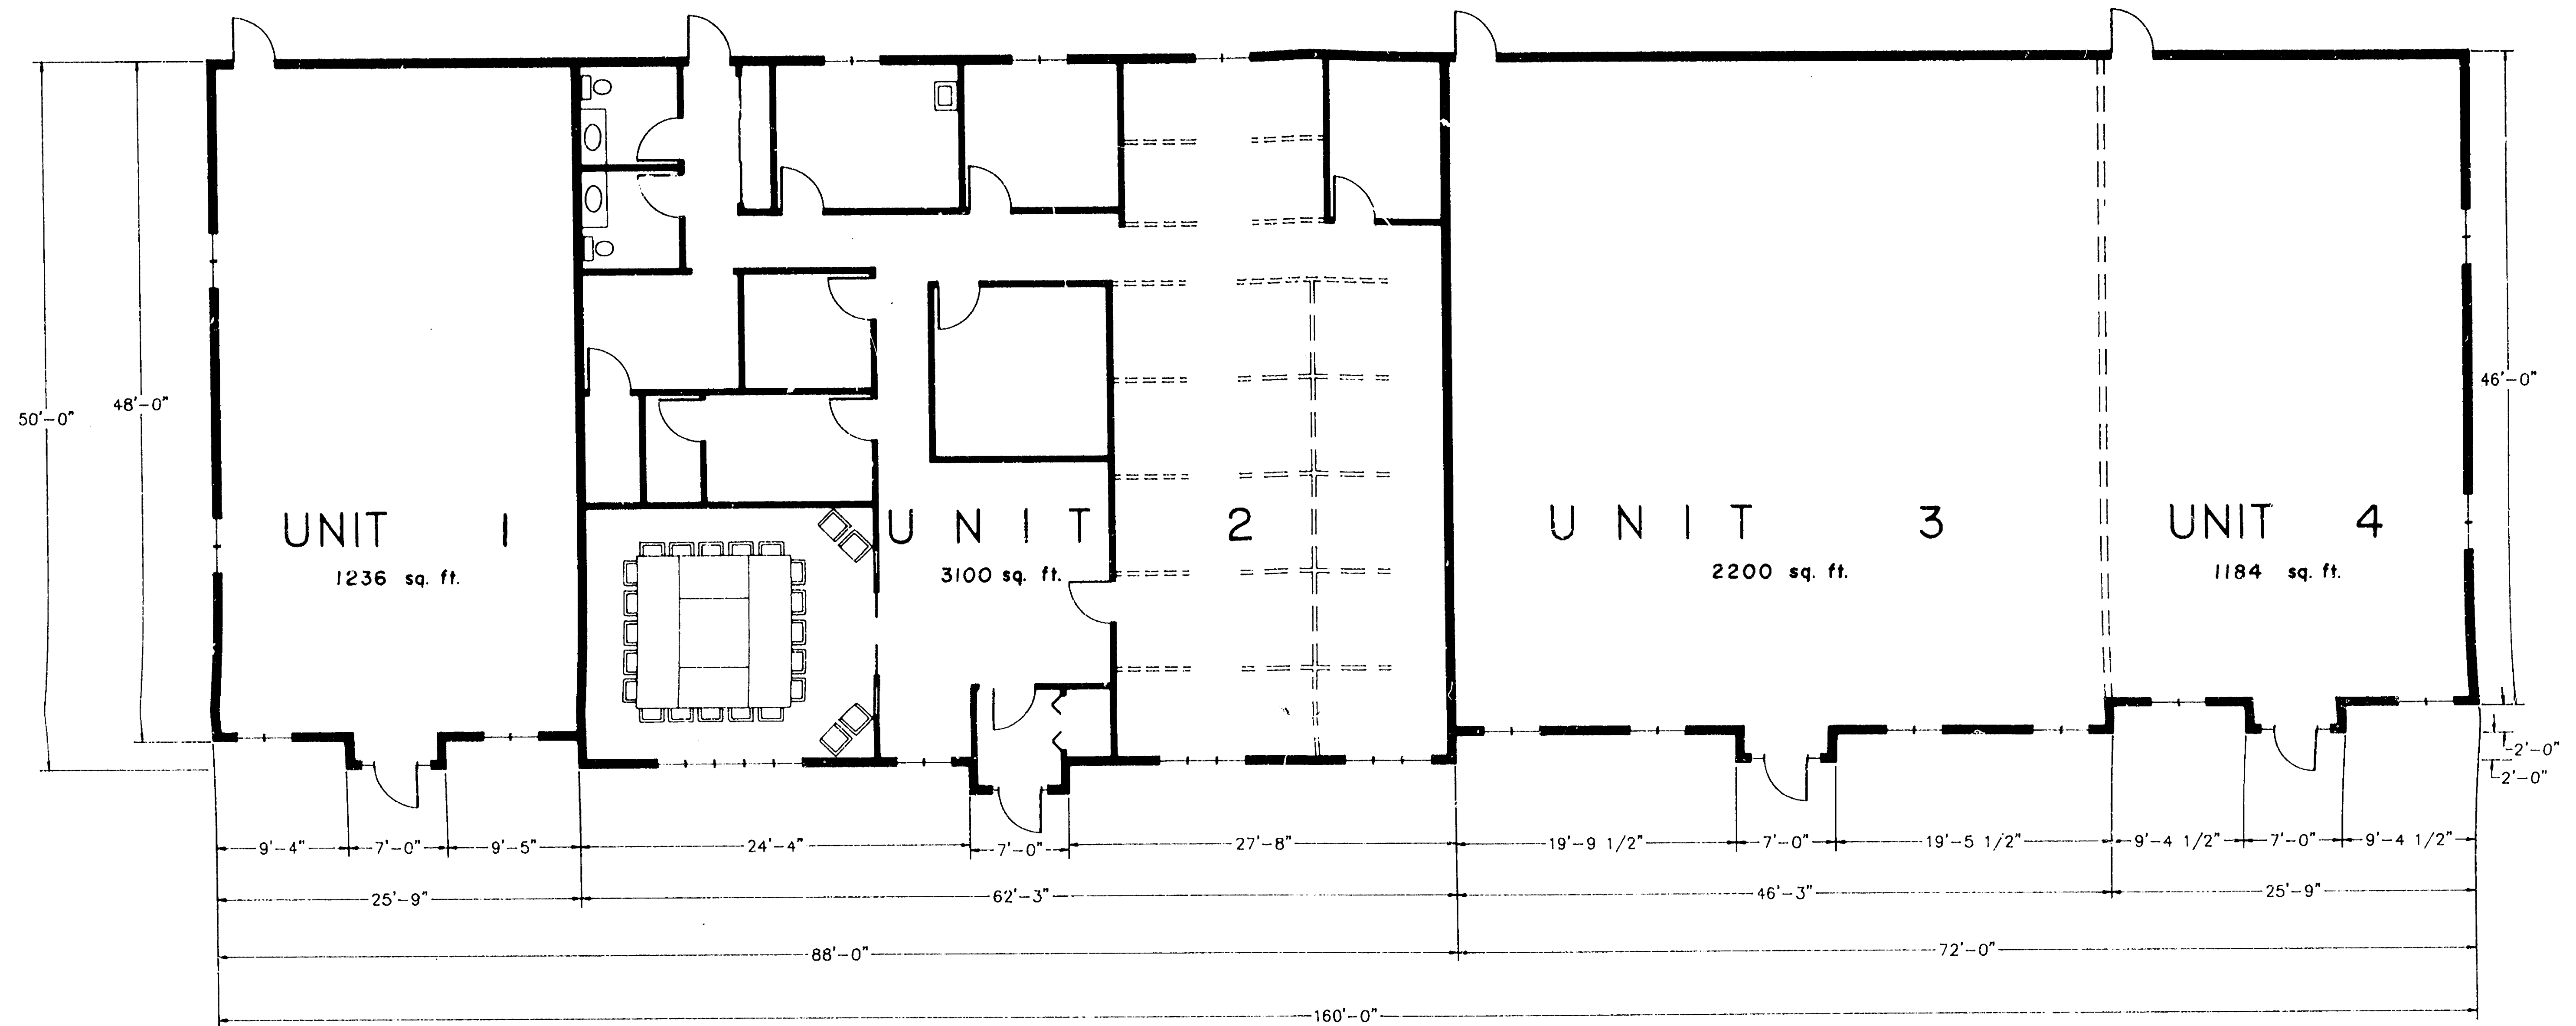 50'-0"
48'-0"
46'-0"
UNIT 1
1236 sq. ft.
UNIT 2
3100 sq. ft.
UNIT 3
2200 sq. ft.
UNIT 4
1184 sq. ft.
2'-0"
2'-0"
9'-4" 7'-0" 9'-5" 24'-4" 7'-0" 27'-8" 19'-9 1/2" 7'-0" 19'-5 1/2" 9'-4 1/2" 7'-0" 9'-4 1/2"
25'-9" 62'-3" 46'-3" 25'-9"
88'-0" 72'-0"
160'-0"